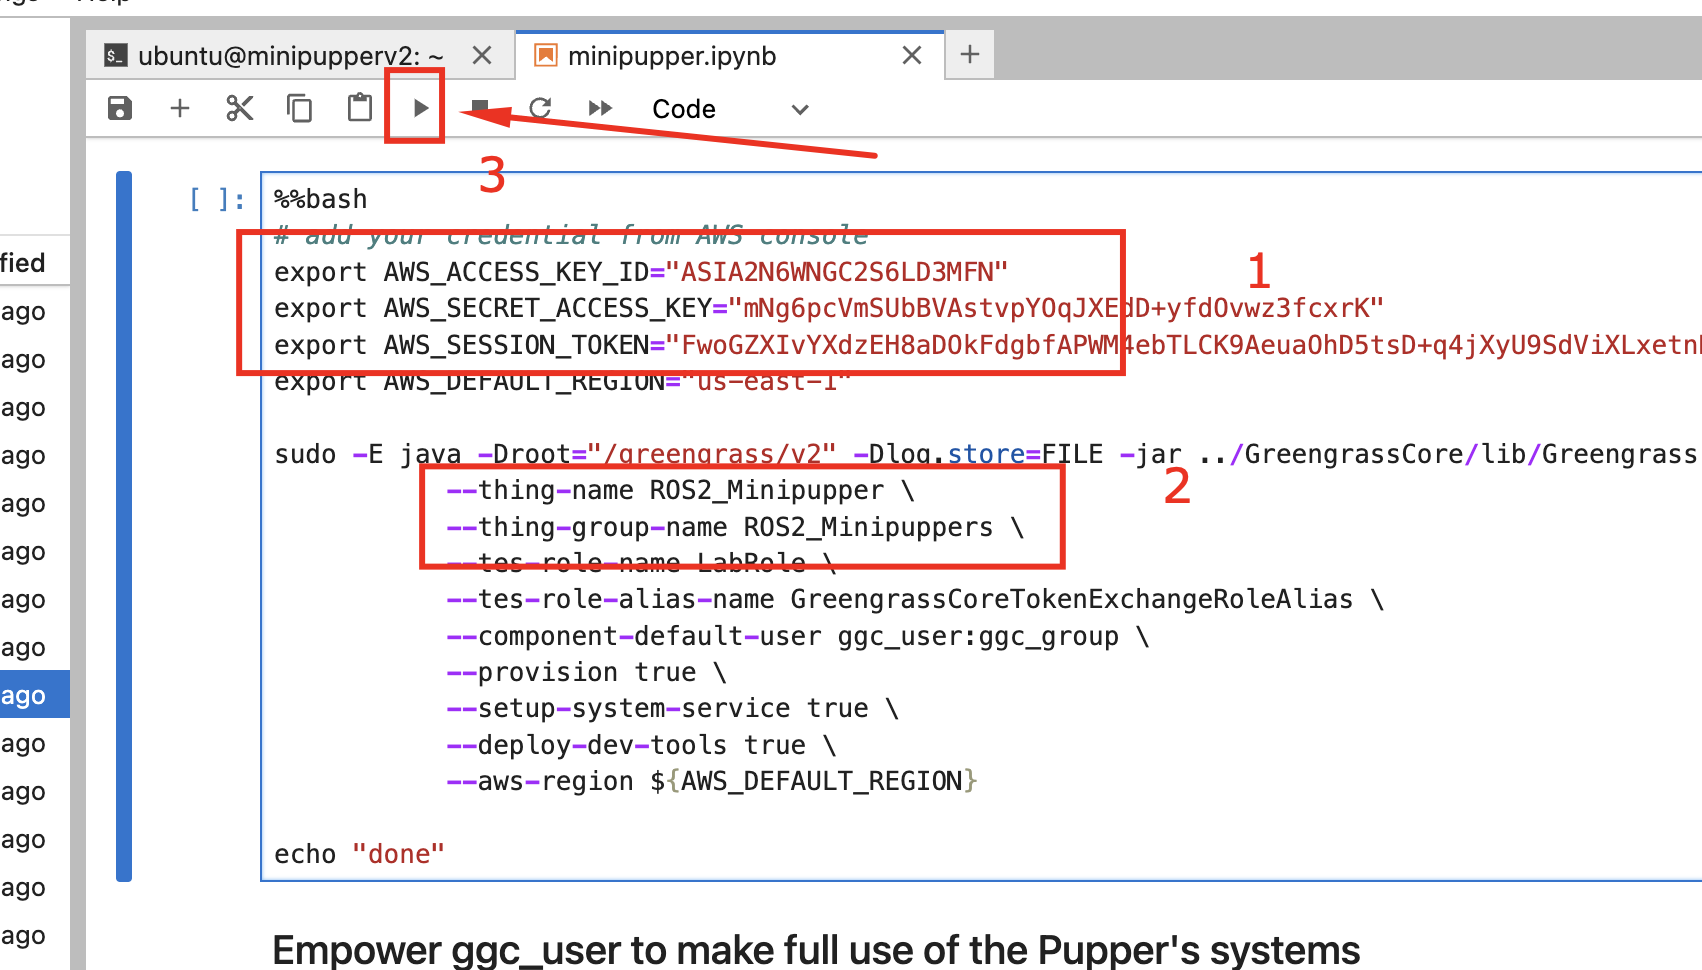 Help
ubuntu@minipupperv2: ~
minipupper.ipynb
Code
3
[ ]:
%%bash
# add your credential from AWS console
export AWS_ACCESS_KEY_ID="ASIA2N6WNGC2S6LD3MFN"
1
export AWS_SECRET_ACCESS_KEY="mNg6pcVmSUbBVAstvpYOqJXEdD+yfdOvwz3fcxrK"
export AWS_SESSION_TOKEN="FwoGZXIvYXdzEH8aDOkFdgbfAPWM4ebTLCK9AeuaOhD5tsD+q4jXyU9SdViXLxetn
export AWS_DEFAULT_REGION="us-east-1"
sudo -E java -Droot="/greengrass/v2" -Dlog.store=FILE -jar ../GreengrassCore/lib/Greengrass
--thing-name ROS2_Minipupper \
2
--thing-group-name ROS2_Minipuppers \
--tes-role-name LabRole \
--tes-role-alias-name GreengrassCoreTokenExchangeRoleAlias \
--component-default-user ggc_user:ggc_group \
--provision true \
--setup-system-service true \
--deploy-dev-tools true \
--aws-region ${AWS_DEFAULT_REGION}
echo "done"
Empower ggc_user to make full use of the Pupper's systems
fied
ago
ago
ago
ago
ago
ago
ago
ago
ago
ago
ago
ago
ago
ago